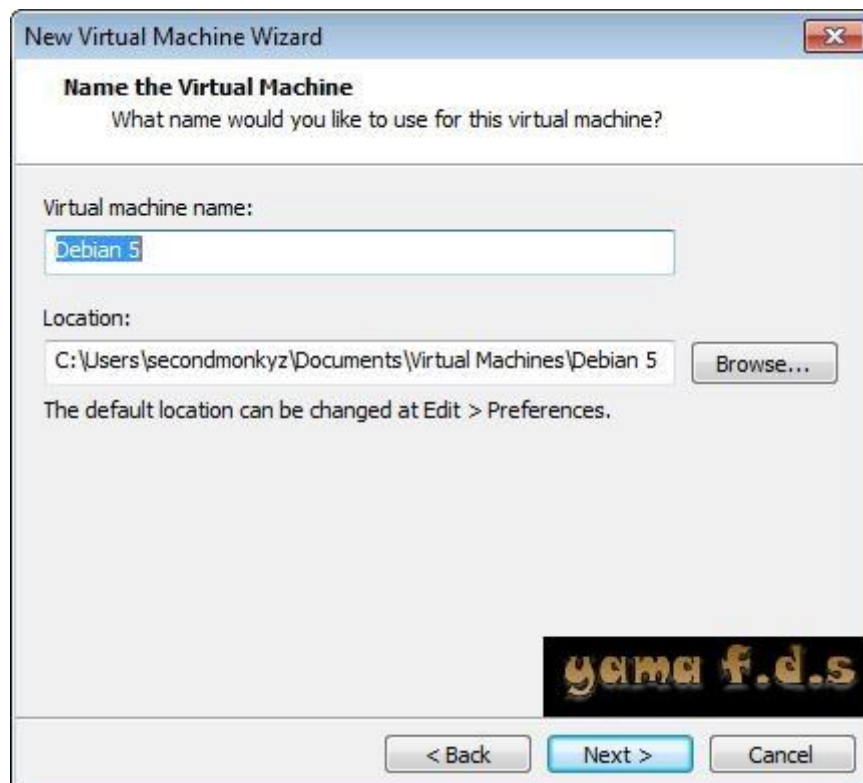 New Virtual Machine Wizard
Name the Virtual Machine
What name would you like to use for this virtual machine?
Virtual machine name:
Debian 5
Location:
C:\Users\secondmonkyz\Documents\Virtual Machines\Debian 5
Browse...
The default location can be changed at Edit > Preferences.
yama f.d.s
< Back
Next >
Cancel